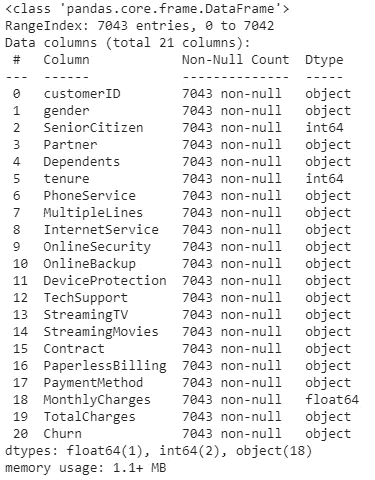 <class 'pandas.core.frame.DataFrame'>
RangeIndex: 7043 entries, 0 to 7042
Data columns (total 21 columns):
 #   Column            Non-Null Count  Dtype
---  ------            --------------  -----
 0   customerID        7043 non-null   object
 1   gender            7043 non-null   object
 2   SeniorCitizen     7043 non-null   int64
 3   Partner           7043 non-null   object
 4   Dependents        7043 non-null   object
 5   tenure            7043 non-null   int64
 6   PhoneService      7043 non-null   object
 7   MultipleLines     7043 non-null   object
 8   InternetService   7043 non-null   object
 9   OnlineSecurity    7043 non-null   object
 10  OnlineBackup      7043 non-null   object
 11  DeviceProtection  7043 non-null   object
 12  TechSupport       7043 non-null   object
 13  StreamingTV       7043 non-null   object
 14  StreamingMovies   7043 non-null   object
 15  Contract          7043 non-null   object
 16  PaperlessBilling  7043 non-null   object
 17  PaymentMethod     7043 non-null   object
 18  MonthlyCharges    7043 non-null   float64
 19  TotalCharges      7043 non-null   object
 20  Churn             7043 non-null   object
dtypes: float64(1), int64(2), object(18)
memory usage: 1.1+ MB